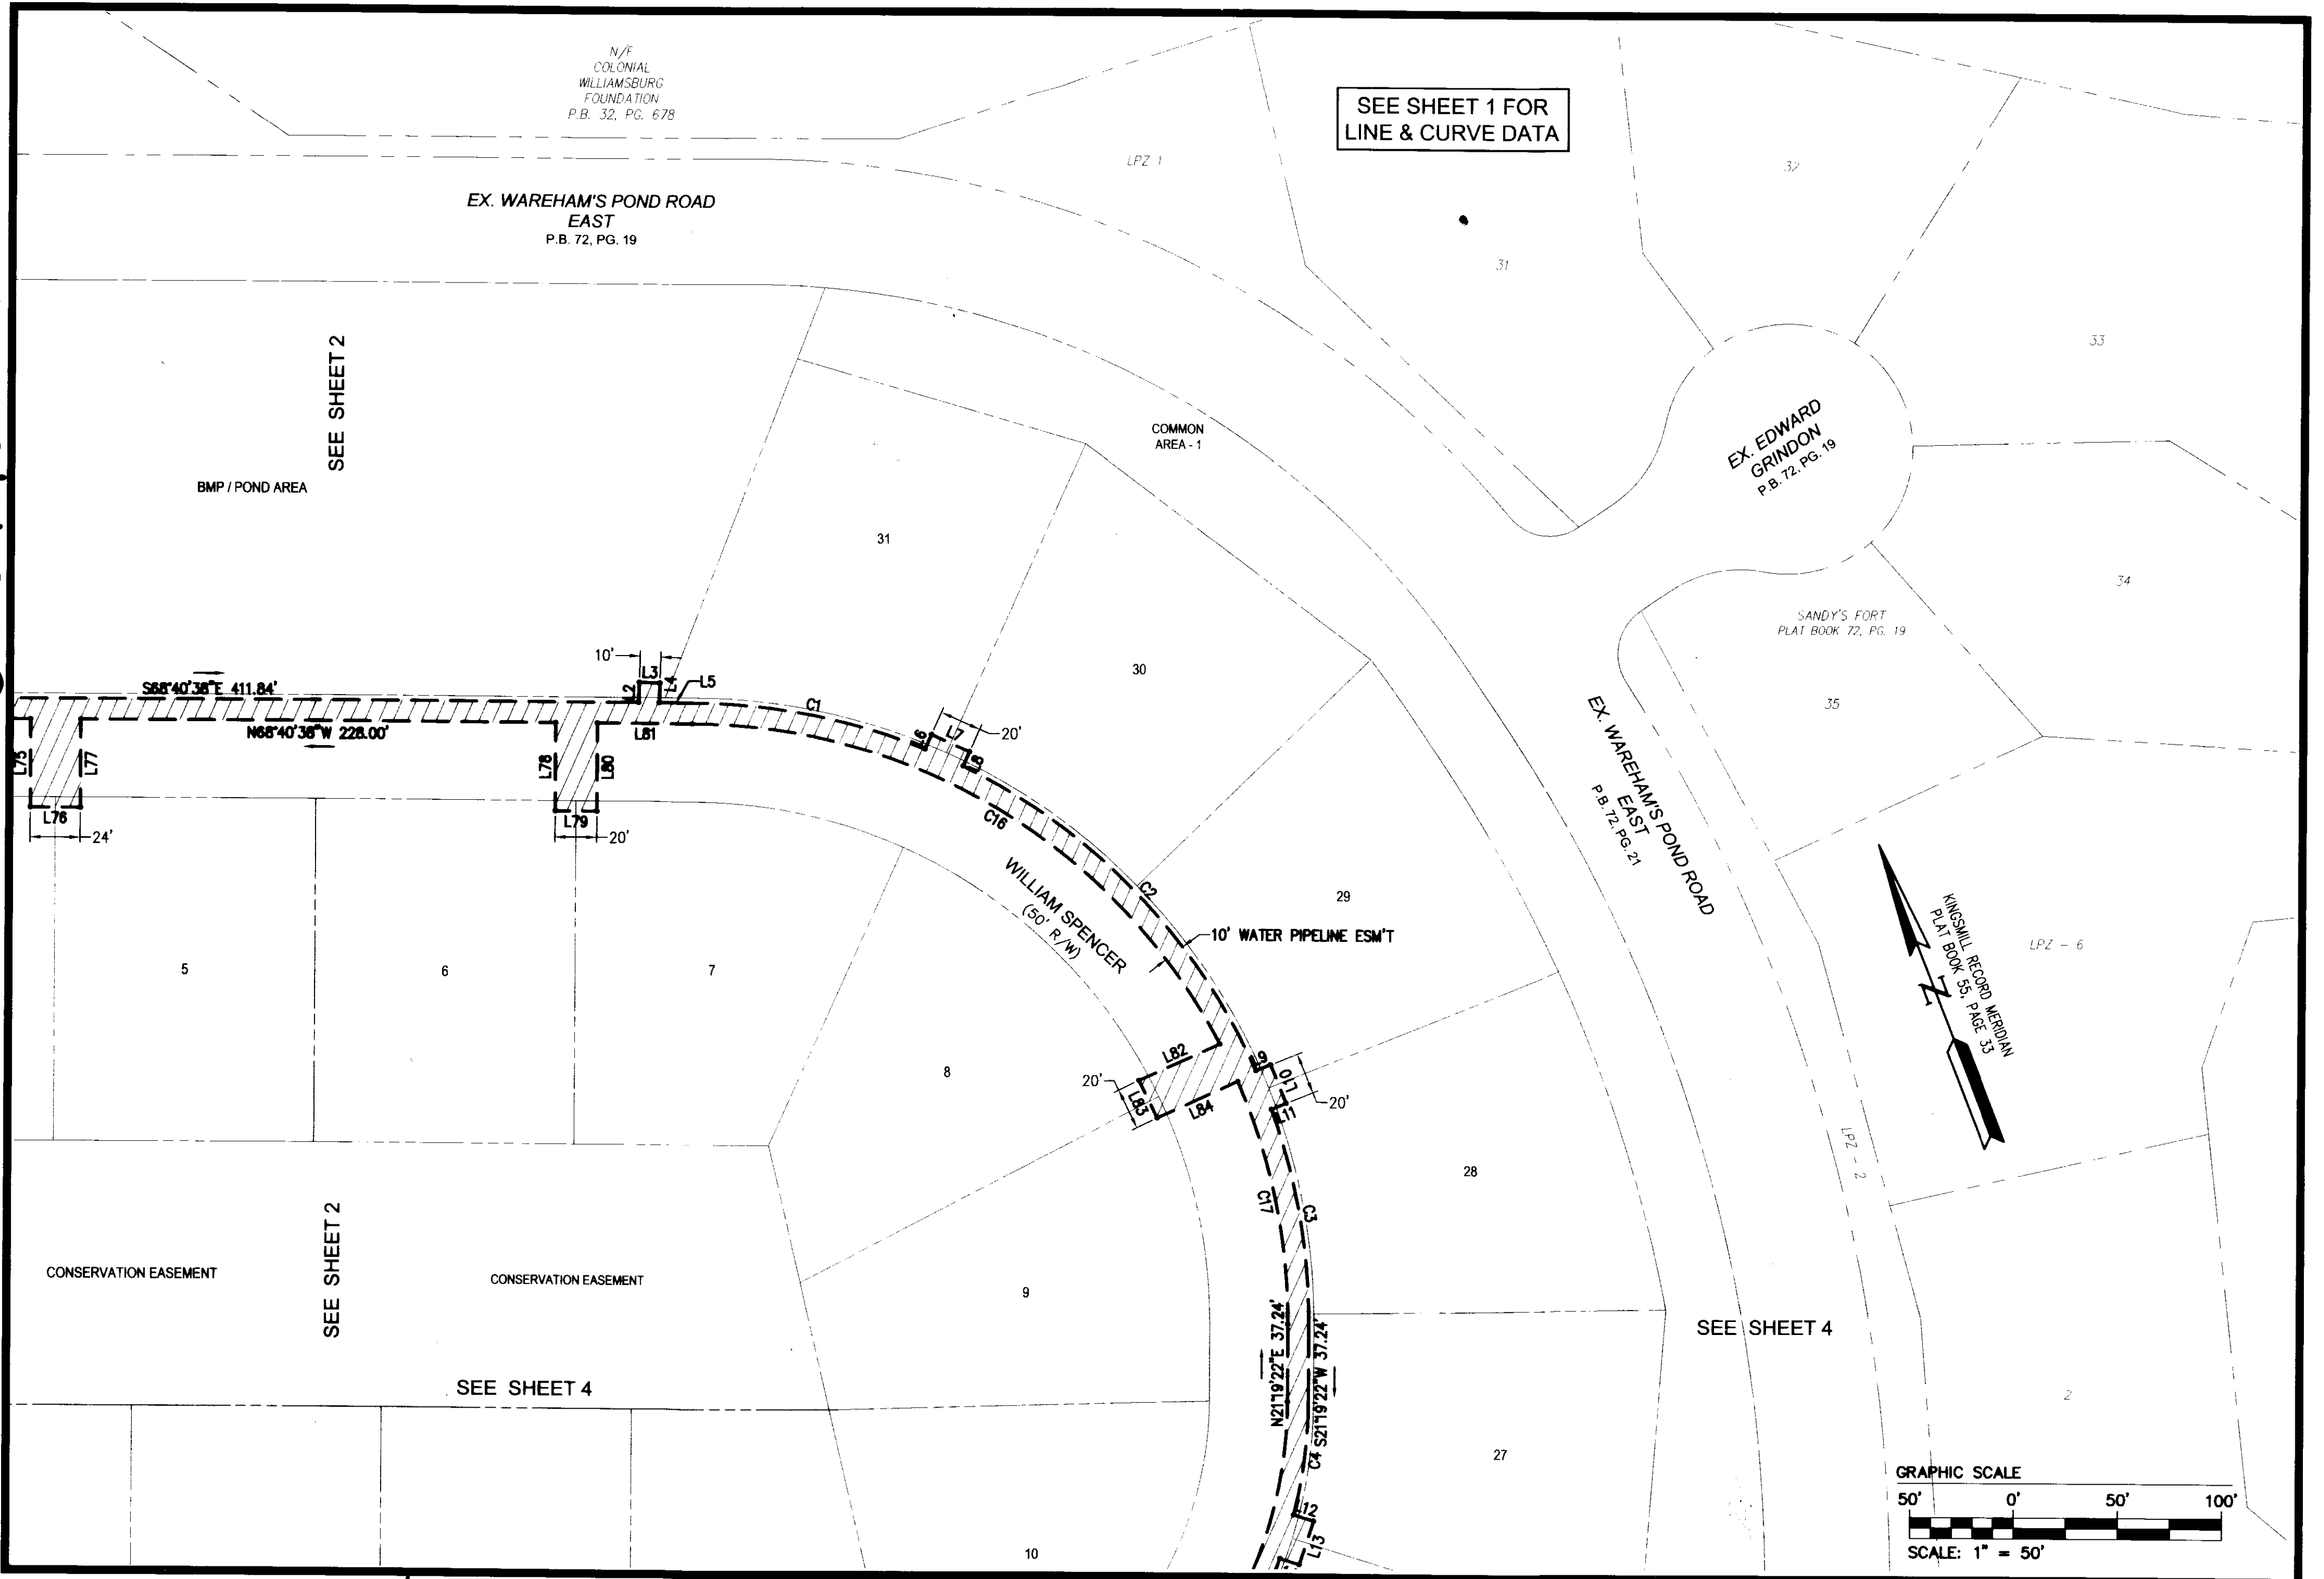 N/F
COLONIAL
WILLIAMSBURG
FOUNDATION
P.B. 32, PG. 678
SEE SHEET 1 FOR
LINE & CURVE DATA
LPZ 1
32
EX. WAREHAM'S POND ROAD
EAST
P.B. 72, PG. 19
31
33
SEE SHEET 2
COMMON
AREA - 1
EX. EDWARD
GRINDON
P.B. 72, PG. 19
BMP / POND AREA
31
34
SANDY'S FORT
PLAT BOOK 72, PG. 19
30
35
10'
L3
L2
L4
L5
S68°40'38"E 411.84'
C1
N68°40'38"W 228.00'
L81
L6
L7
20'
L8
L75
L77
L78
L80
L76
24'
L79
20'
C16
EX. WAREHAM'S POND ROAD
EAST
P.B. 72, PG. 21
WILLIAM SPENCER
(50' R/W)
C2
29
10' WATER PIPELINE ESM'T
KINGSMILL RECORD MERIDIAN
PLAT BOOK 55, PAGE 33
N
LPZ - 6
5
6
7
8
L82
20'
L83
L84
L9
L10
L11
20'
LPZ - 2
28
C17
C3
SEE SHEET 2
CONSERVATION EASEMENT
CONSERVATION EASEMENT
9
N21°19'22"E 37.24'
S21°19'22"W 37.24'
SEE SHEET 4
SEE SHEET 4
2
C4
27
L12
L13
10
GRAPHIC SCALE
50' 0' 50' 100'
SCALE: 1" = 50'